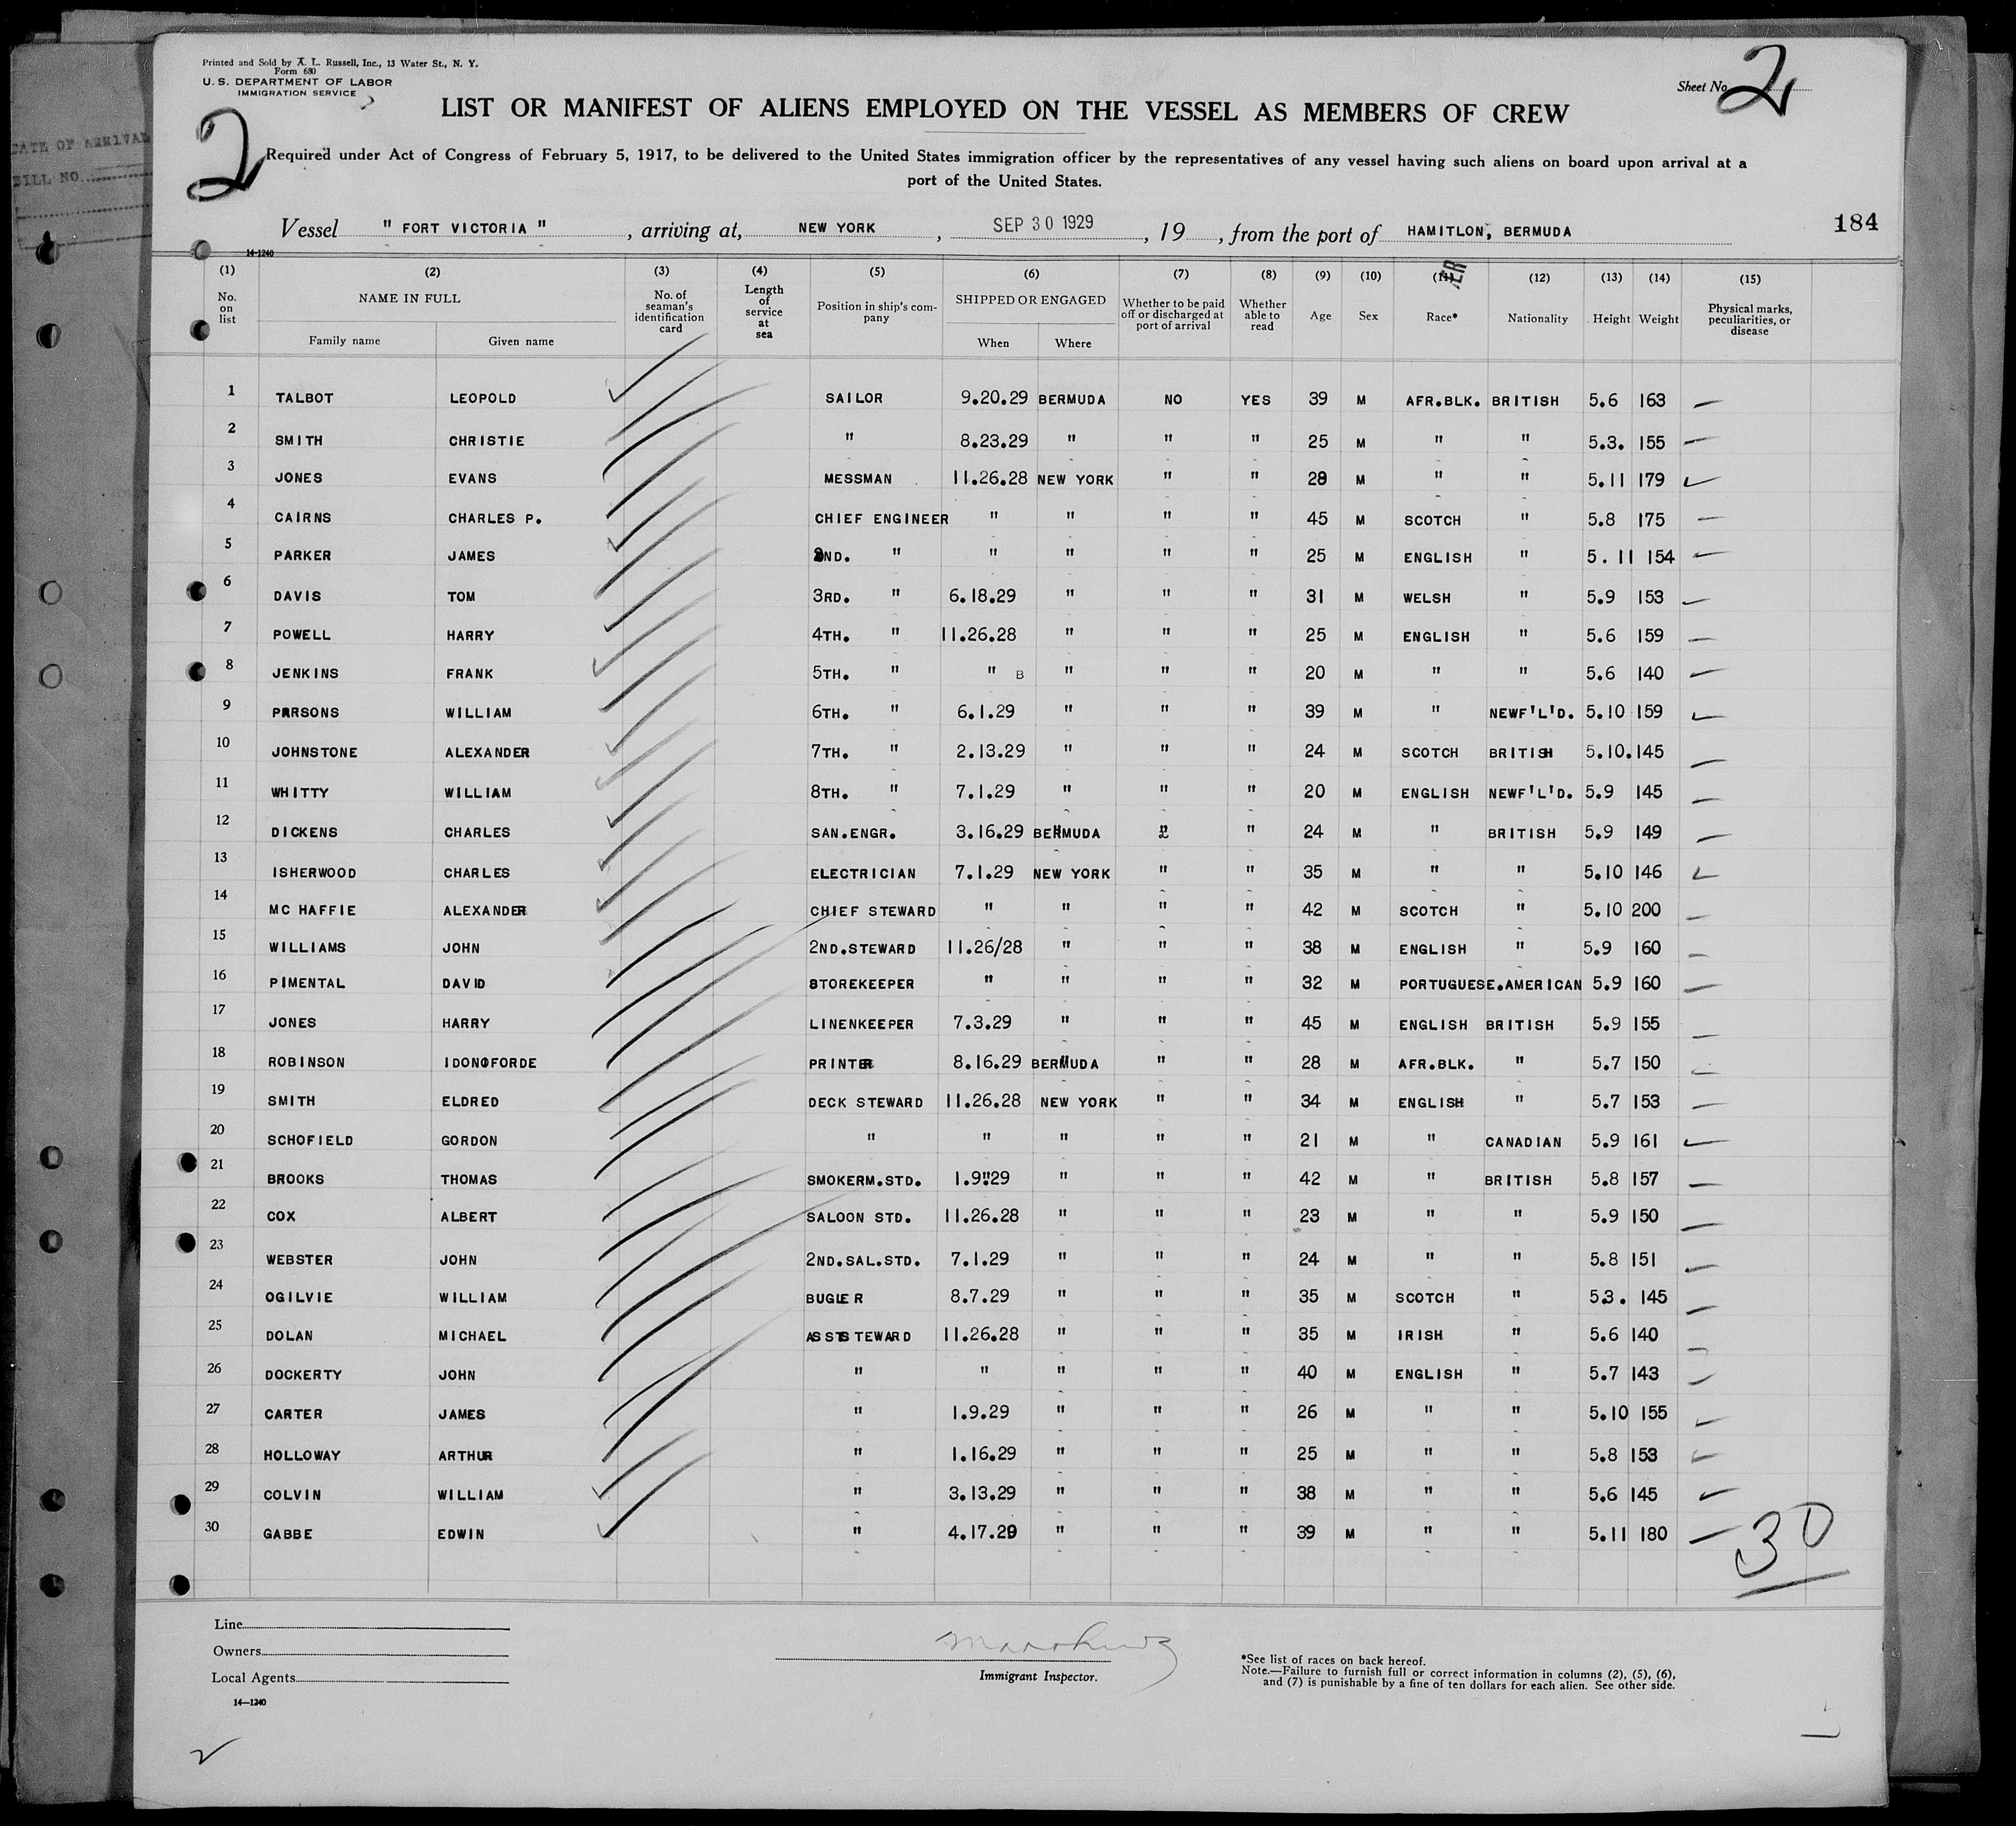 Printed and Sold by A. L. Russell, Inc., 13 Water St., N. Y.
Form 680
U. S. DEPARTMENT OF LABOR
IMMIGRATION SERVICE
Sheet No. 2
2
LIST OR MANIFEST OF ALIENS EMPLOYED ON THE VESSEL AS MEMBERS OF CREW
Required under Act of Congress of February 5, 1917, to be delivered to the United States immigration officer by the representatives of any vessel having such aliens on board upon arrival at a
port of the United States.
DATE OF ARRIVAL
BILL NO.
Vessel " FORT VICTORIA " , arriving at, NEW YORK , SEP 30 1929 , 19 , from the port of HAMITLON, BERMUDA 184
14-1240
(1) (2) (3) (4) (5) (6) (7) (8) (9) (10) (11) (12) (13) (14) (15)
No. on list NAME IN FULL Family name Given name No. of seaman's identification card Length of service at sea Position in ship's company SHIPPED OR ENGAGED When Where Whether to be paid off or discharged at port of arrival Whether able to read Age Sex Race* Nationality Height Weight Physical marks, peculiarities, or disease
ER
1 TALBOT LEOPOLD SAILOR 9.20.29 BERMUDA NO YES 39 M AFR.BLK. BRITISH 5.6 163
2 SMITH CHRISTIE " 8.23.29 " " " 25 M " " 5.3. 155
3 JONES EVANS MESSMAN 11.26.28 NEW YORK " " 28 M " " 5.11 179
4 CAIRNS CHARLES P. CHIEF ENGINEER " " " " 45 M SCOTCH " 5.8 175
5 PARKER JAMES 2ND. " " " " " 25 M ENGLISH " 5.11 154
6 DAVIS TOM 3RD. " 6.18.29 " " " 31 M WELSH " 5.9 153
7 POWELL HARRY 4TH. " 11.26.28 " " " 25 M ENGLISH " 5.6 159
8 JENKINS FRANK 5TH. " " B " " " 20 M " " 5.6 140
9 PARSONS WILLIAM 6TH. " 6.1.29 " " " 39 M " NEWF'L'D. 5.10 159
10 JOHNSTONE ALEXANDER 7TH. " 2.13.29 " " " 24 M SCOTCH BRITISH 5.10. 145
11 WHITTY WILLIAM 8TH. " 7.1.29 " " " 20 M ENGLISH NEWF'L'D. 5.9 145
12 DICKENS CHARLES SAN.ENGR. 3.16.29 BERMUDA " " 24 M " BRITISH 5.9 149
13 ISHERWOOD CHARLES ELECTRICIAN 7.1.29 NEW YORK " " 35 M " " 5.10 146
14 MC HAFFIE ALEXANDER CHIEF STEWARD " " " " 42 M SCOTCH " 5.10 200
15 WILLIAMS JOHN 2ND.STEWARD 11.26/28 " " " 38 M ENGLISH " 5.9 160
16 PIMENTAL DAVID STOREKEEPER " " " " 32 M PORTUGUESE.AMERICAN 5.9 160
17 JONES HARRY LINENKEEPER 7.3.29 " " " 45 M ENGLISH BRITISH 5.9 155
18 ROBINSON IDONOFORDE PRINTER 8.16.29 BERMUDA " " 28 M AFR.BLK. " 5.7 150
19 SMITH ELDRED DECK STEWARD 11.26.28 NEW YORK " " 34 M ENGLISH " 5.7 153
20 SCHOFIELD GORDON " " " " " 21 M " CANADIAN 5.9 161
21 BROOKS THOMAS SMOKERM.STD. 1.9.29 " " " 42 M " BRITISH 5.8 157
22 COX ALBERT SALOON STD. 11.26.28 " " " 23 M " " 5.9 150
23 WEBSTER JOHN 2ND.SAL.STD. 7.1.29 " " " 24 M " " 5.8 151
24 OGILVIE WILLIAM BUGLER 8.7.29 " " " 35 M SCOTCH " 53. 145
25 DOLAN MICHAEL ASSTSTEWARD 11.26.28 " " " 35 M IRISH " 5.6 140
26 DOCKERTY JOHN " " " " " 40 M ENGLISH " 5.7 143
27 CARTER JAMES " 1.9.29 " " " 26 M " " 5.10 155
28 HOLLOWAY ARTHUR " 1.16.29 " " " 25 M " " 5.8 153
29 COLVIN WILLIAM " 3.13.29 " " " 38 M " " 5.6 145
30 GABBE EDWIN " 4.17.29 " " " 39 M " " 5.11 180
30
Line
Owners
Local Agents
14—1240
Immigrant Inspector.
*See list of races on back hereof.
Note.—Failure to furnish full or correct information in columns (2), (5), (6),
and (7) is punishable by a fine of ten dollars for each alien. See other side.